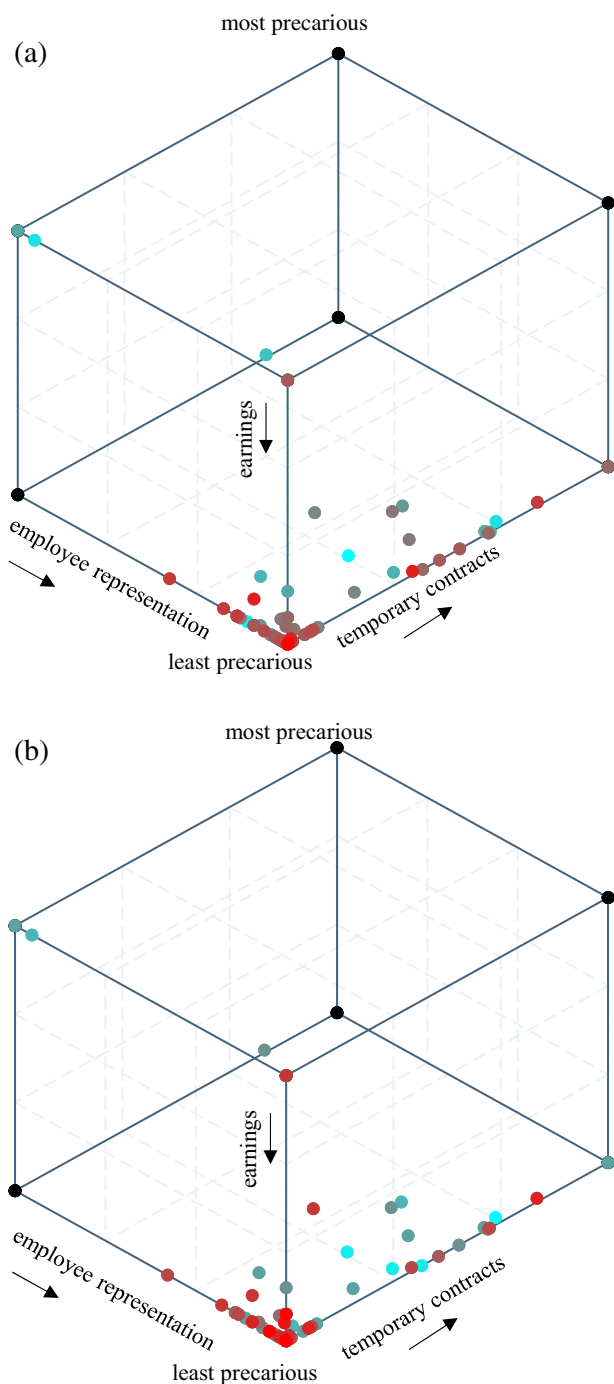 most precarious
(a)
earnings
employee representation
temporary contracts
least precarious
most precarious
(b)
earnings
employee representation
temporary contracts
least precarious